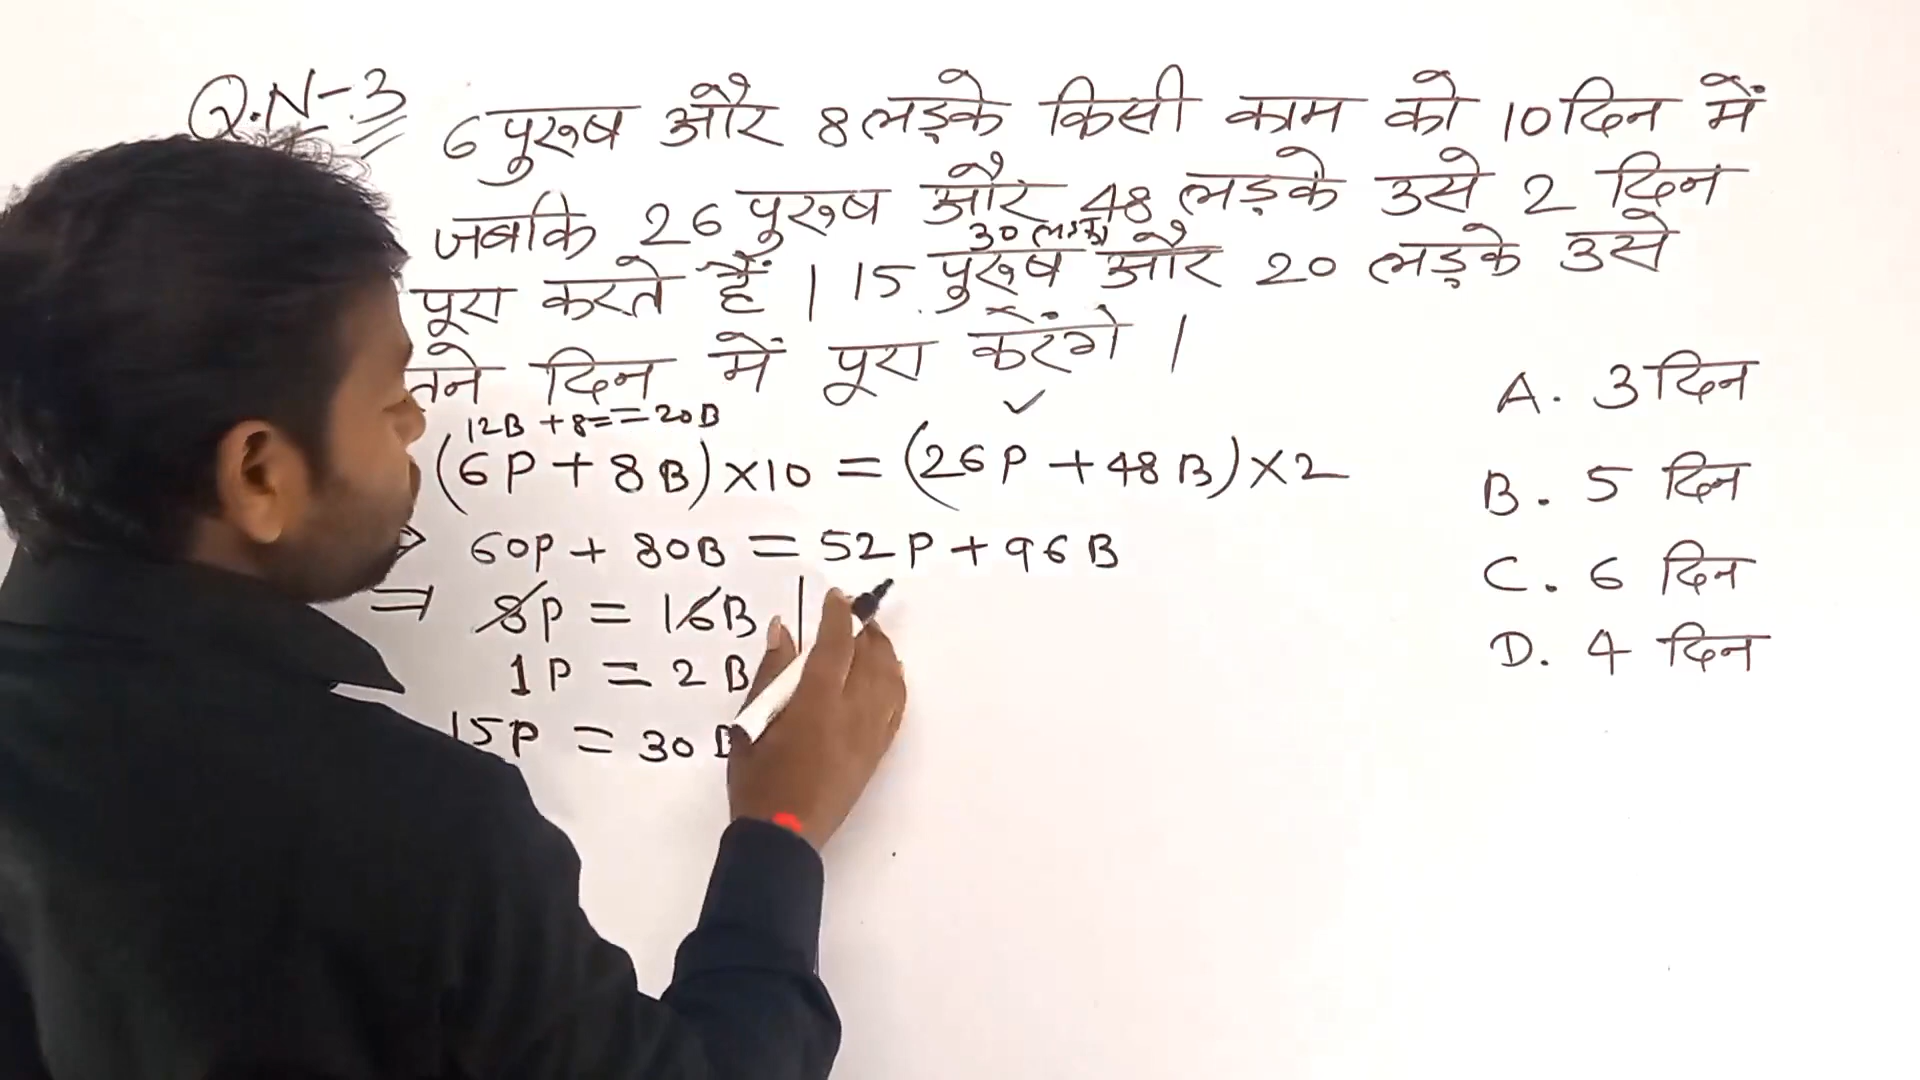 Q.N-3 6 पुरूष और 8 लड़के किसी काम को 10 दिन में
जबकि 26 पुरूष और 48 लड़के उसे 2 दिन
30 लड़का
पूरा करते हैं | 15 पुरूष और 20 लड़के उसे
तने दिन में पूरा करेंगे |
A. 3 दिन
B. 5 दिन
C. 6 दिन
D. 4 दिन
12B + 8 = = 20B
(6P + 8B) × 10 = (26P + 48B) × 2
⇒ 60P + 80B = 52P + 96B
⇒ 8P = 16B
1P = 2B
15P = 30B